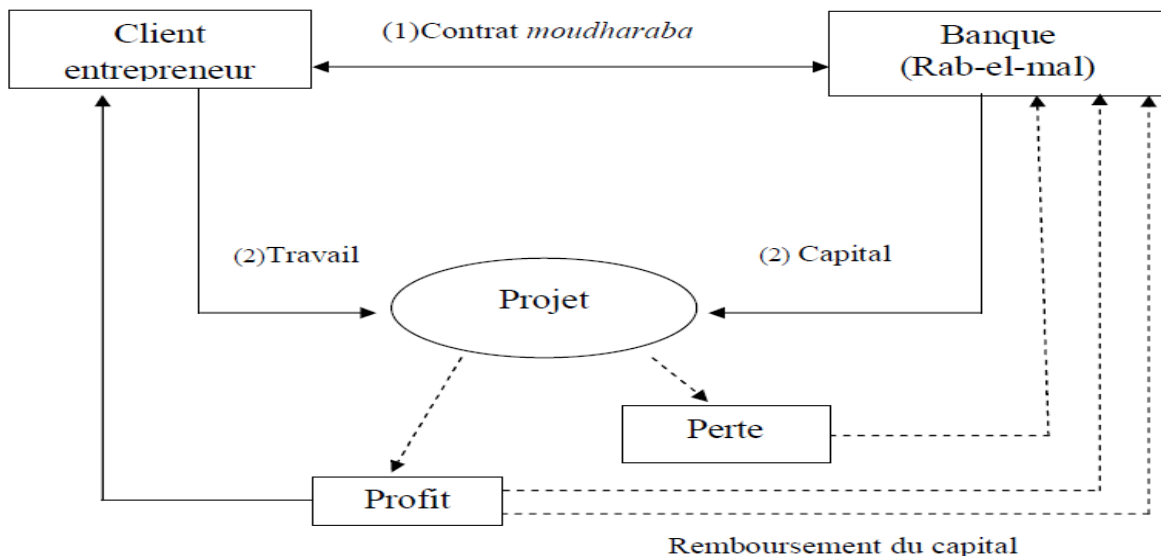 Client
entrepreneur
(1)Contrat moudharaba
Banque
(Rab-el-mal)
(2)Travail
(2) Capital
Projet
Perte
Profit
Remboursement du capital